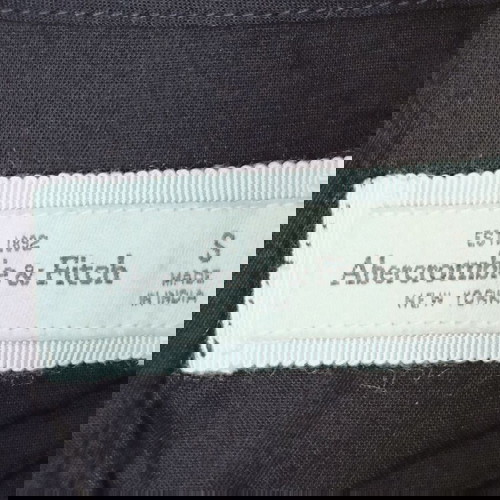 EST. 1892
Abercrombie & Fitch
NEW YORK
S
MADE
IN INDIA